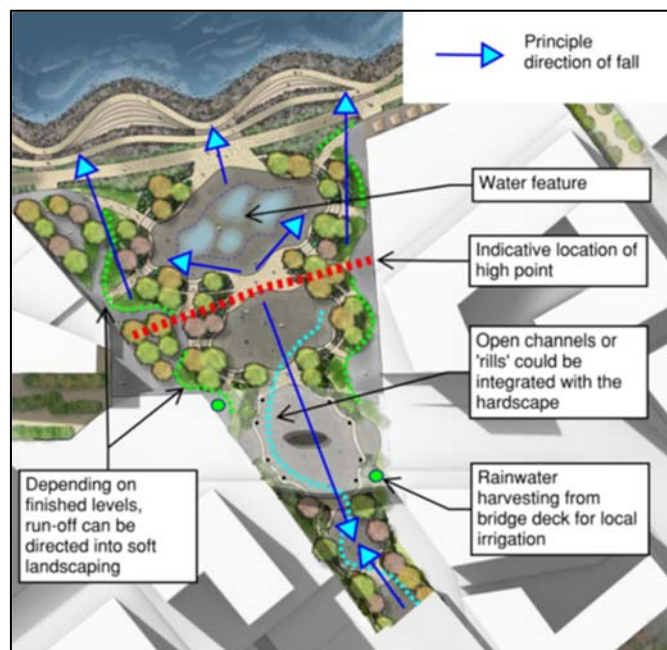 Principle
direction of fall
Water feature
Indicative location of
high point
Open channels or
'rills' could be
integrated with the
hardscape
Depending on
finished levels,
run-off can be
directed into soft
landscaping
Rainwater
harvesting from
bridge deck for local
irrigation